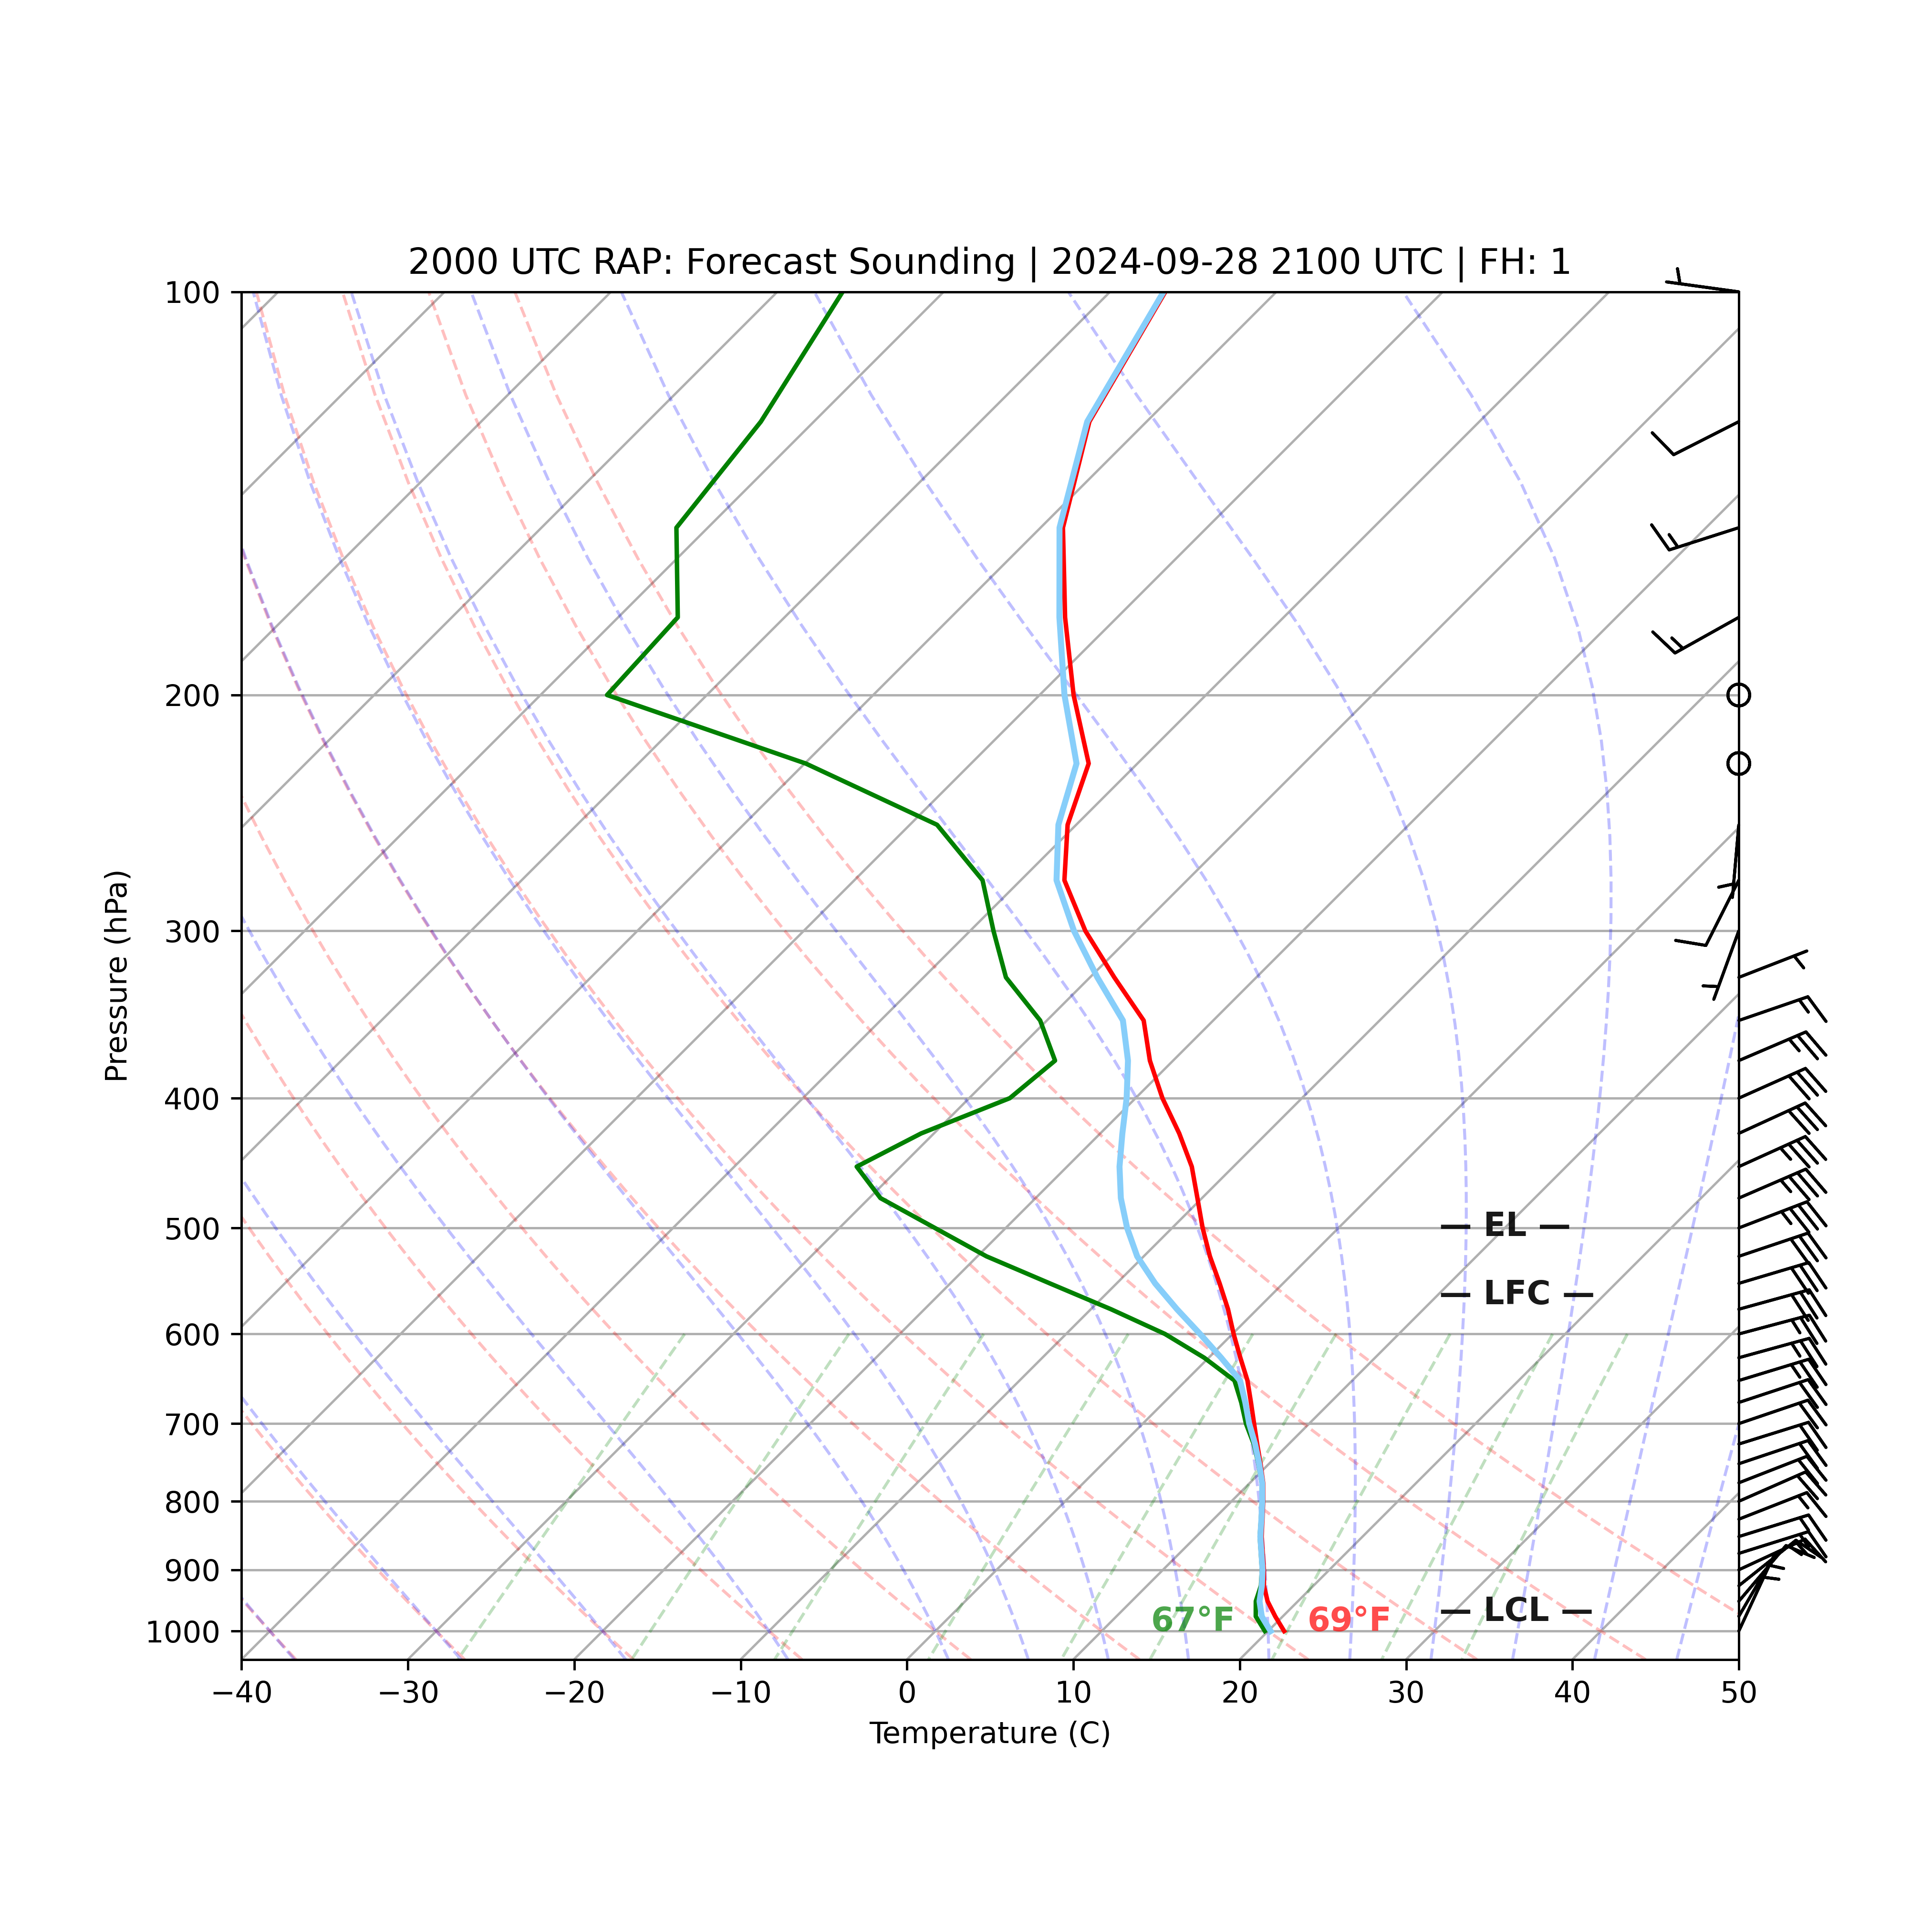 2000 UTC RAP: Forecast Sounding | 2024-09-28 2100 UTC | FH: 1
100
200
300
400
500
600
700
800
900
1000
Pressure (hPa)
— EL —
— LFC —
— LCL —
67°F
69°F
−40
−30
−20
−10
0
10
20
30
40
50
Temperature (C)